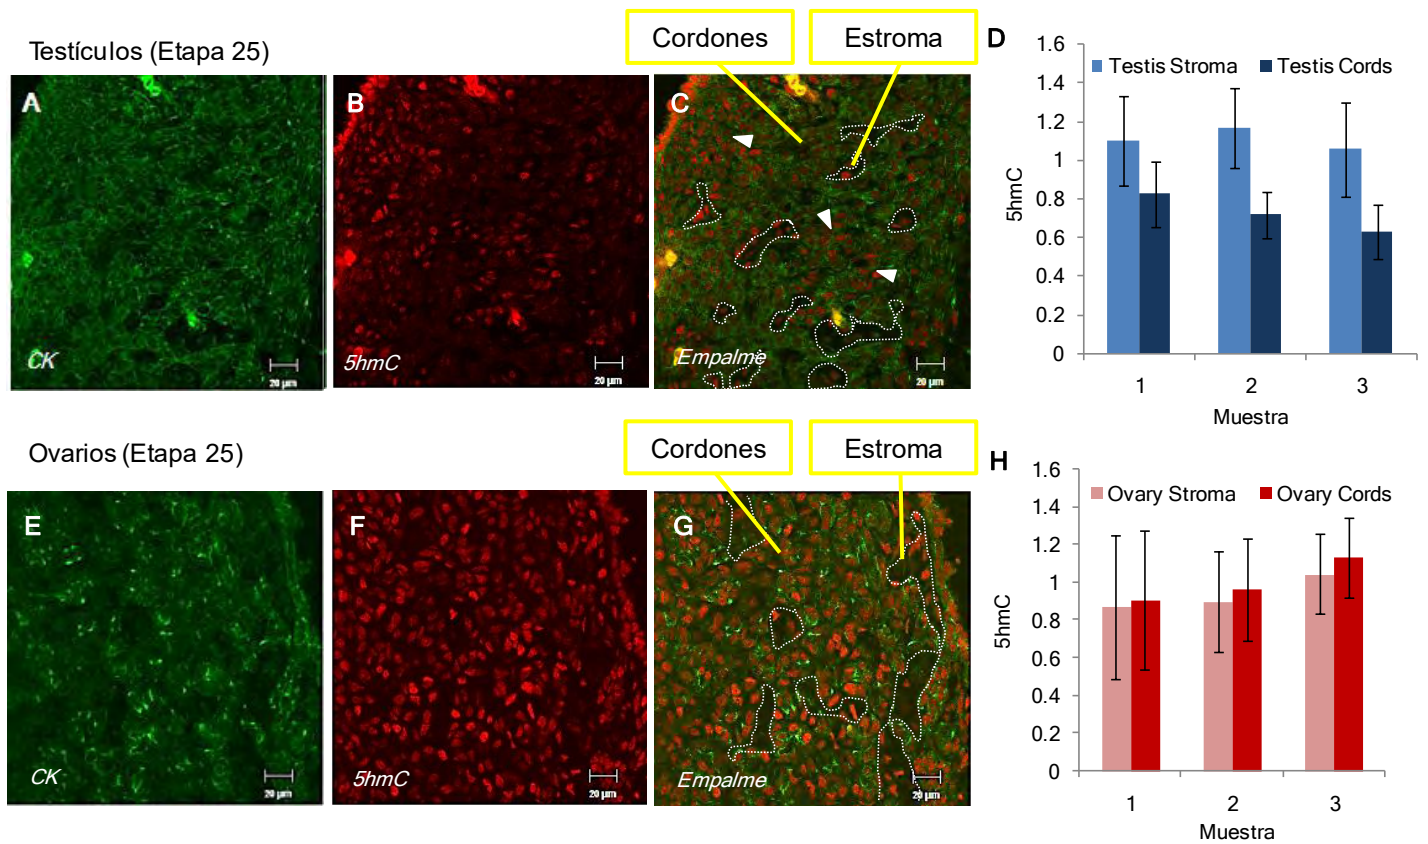 Testículos (Etapa 25)
Cordones
Estroma
A
CK
20 µm
B
5hmC
20 µm
C
Empalme
20 µm
D
1.6
1.4
1.2
1
0.8
0.6
0.4
0.2
0
5hmC
Testis Stroma
Testis Cords
1 2 3
Muestra
Ovarios (Etapa 25)
Cordones
Estroma
E
CK
20 µm
F
5hmC
20 µm
G
Empalme
20 µm
H
1.6
1.4
1.2
1
0.8
0.6
0.4
0.2
0
5hmC
Ovary Stroma
Ovary Cords
1 2 3
Muestra